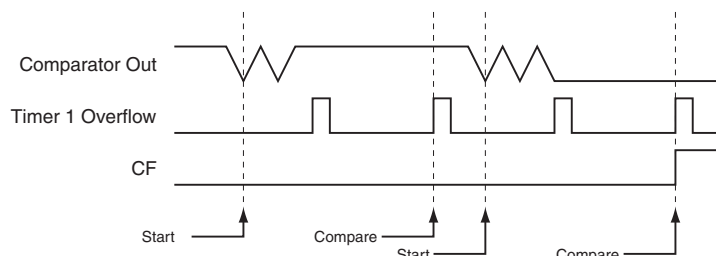 Comparator Out
Timer 1 Overflow
CF
Start
Compare
Start
Compare